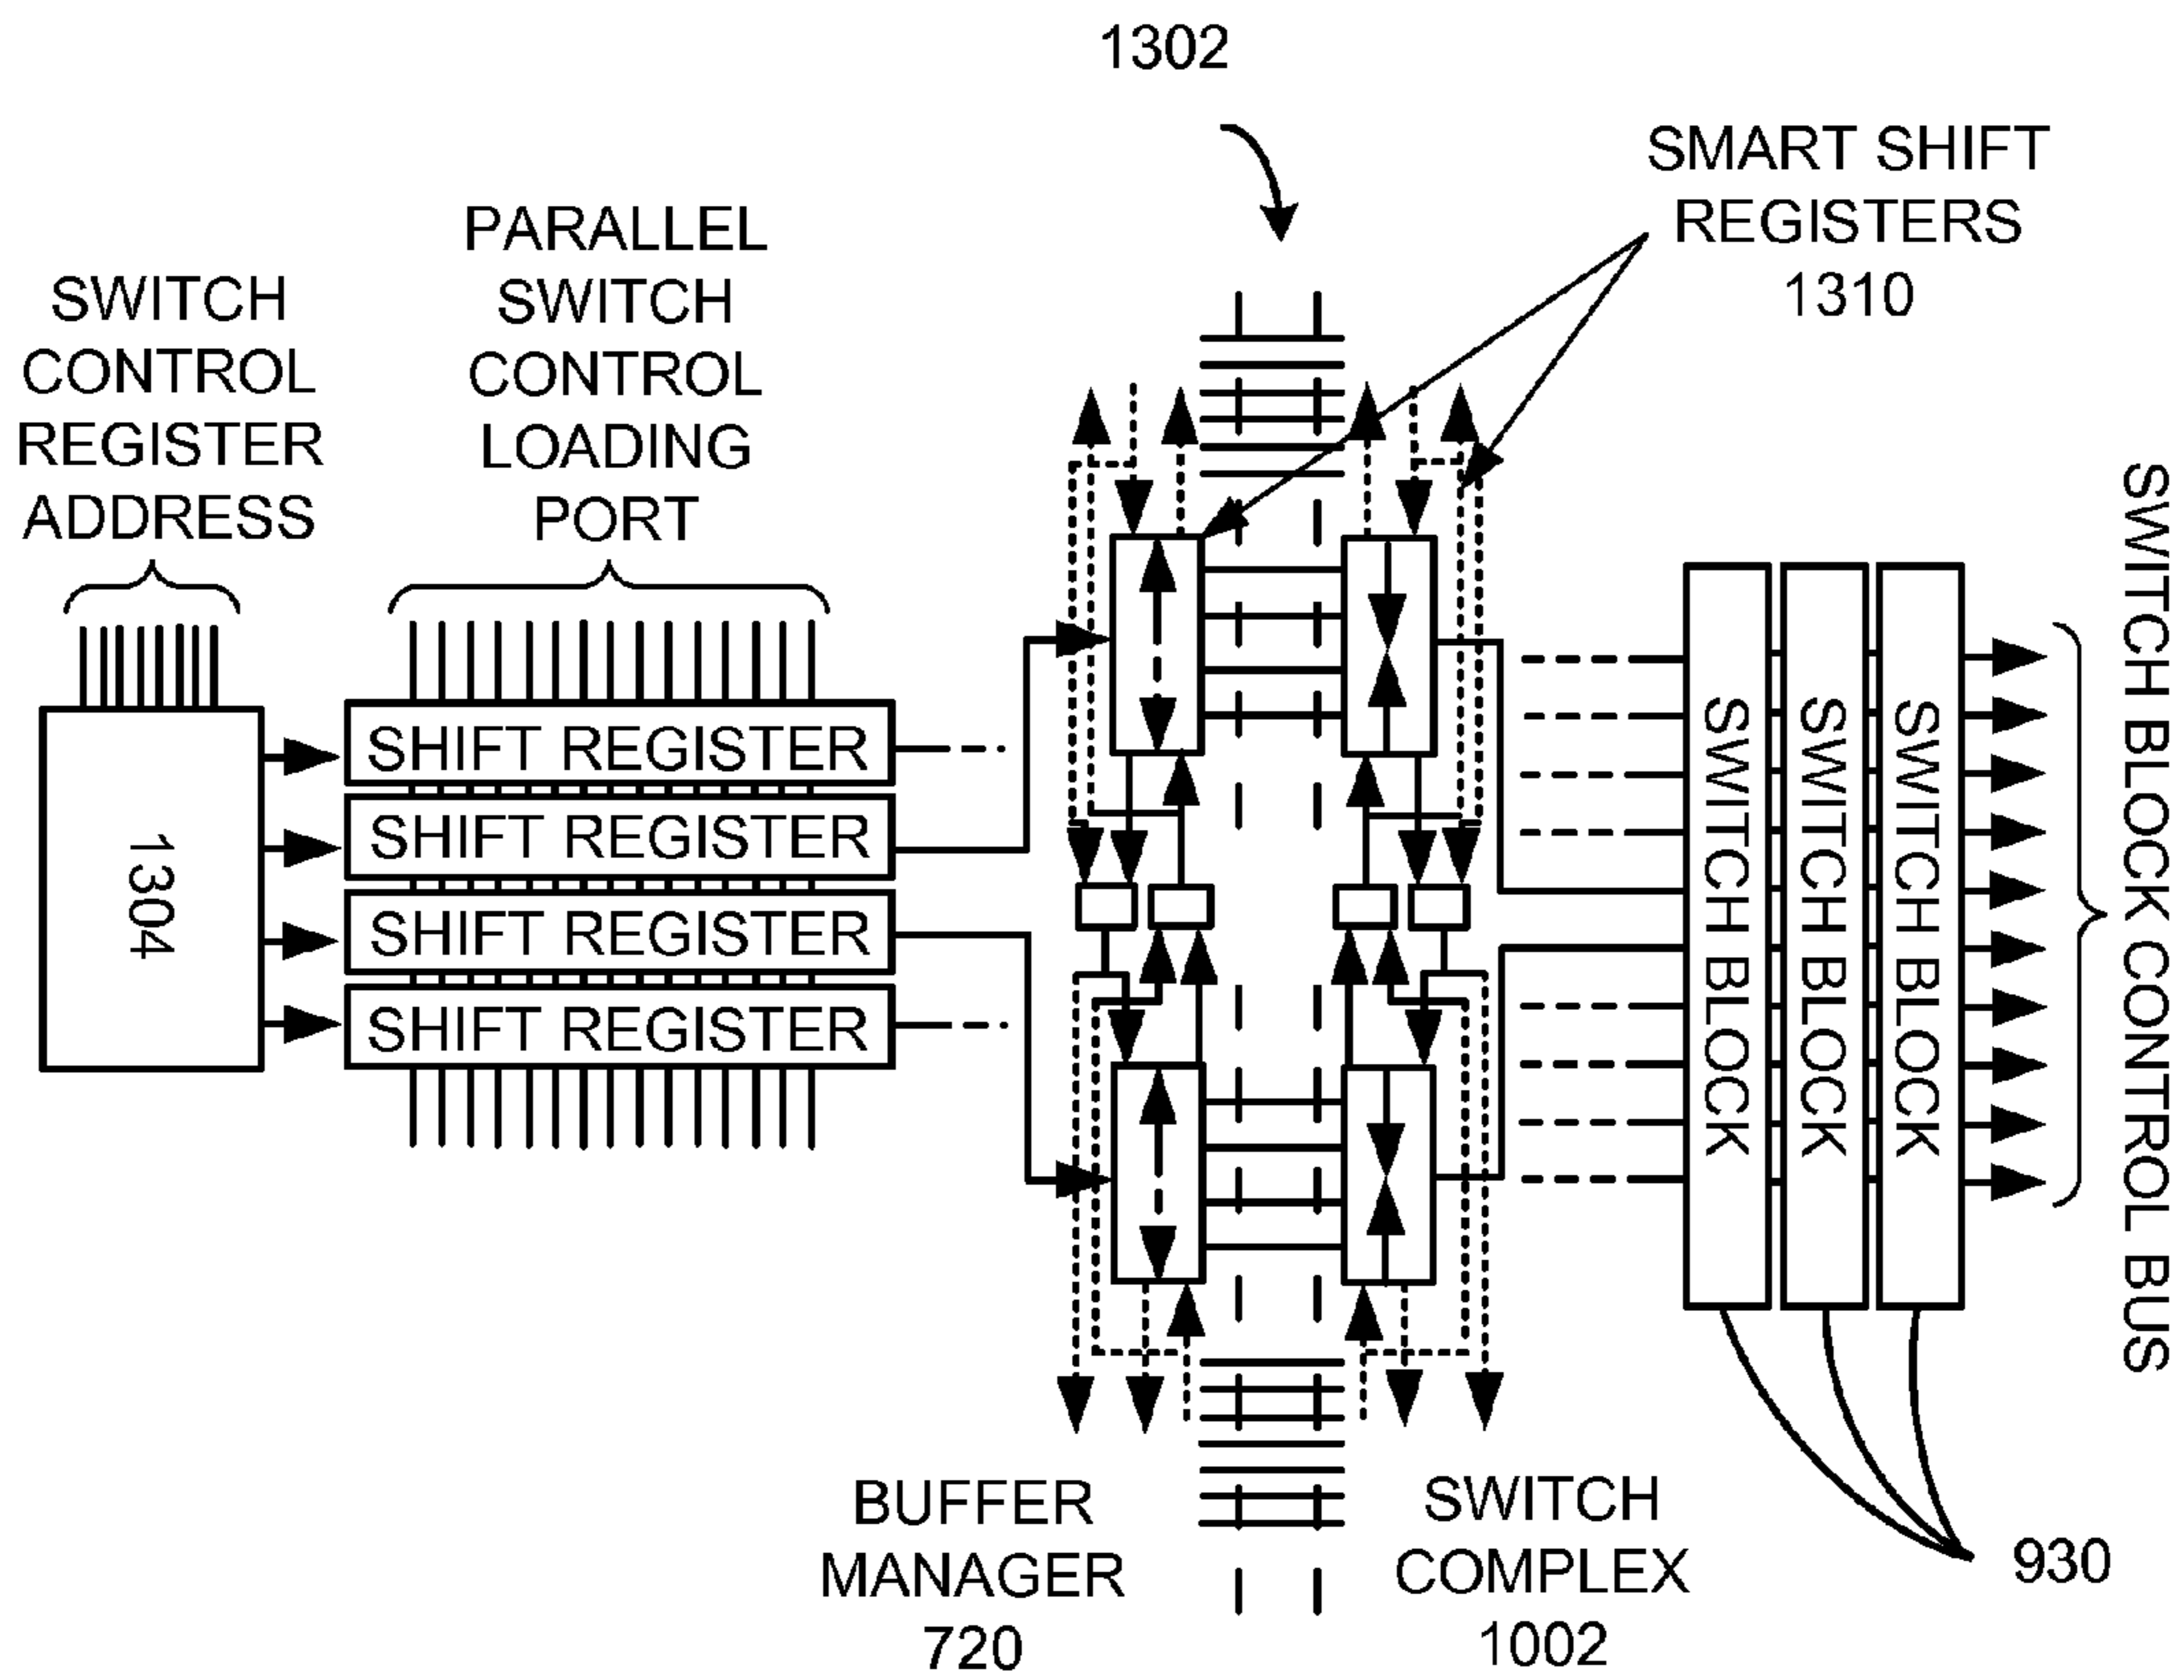 1302
SMART SHIFT
REGISTERS
1310
PARALLEL
SWITCH
CONTROL
LOADING
PORT
SWITCH
CONTROL
REGISTER
ADDRESS
1304
SHIFT REGISTER
SHIFT REGISTER
SHIFT REGISTER
SHIFT REGISTER
SWITCH BLOCK
SWITCH BLOCK
SWITCH BLOCK
SWITCH BLOCK CONTROL BUS
BUFFER
MANAGER
720
SWITCH
COMPLEX
1002
930